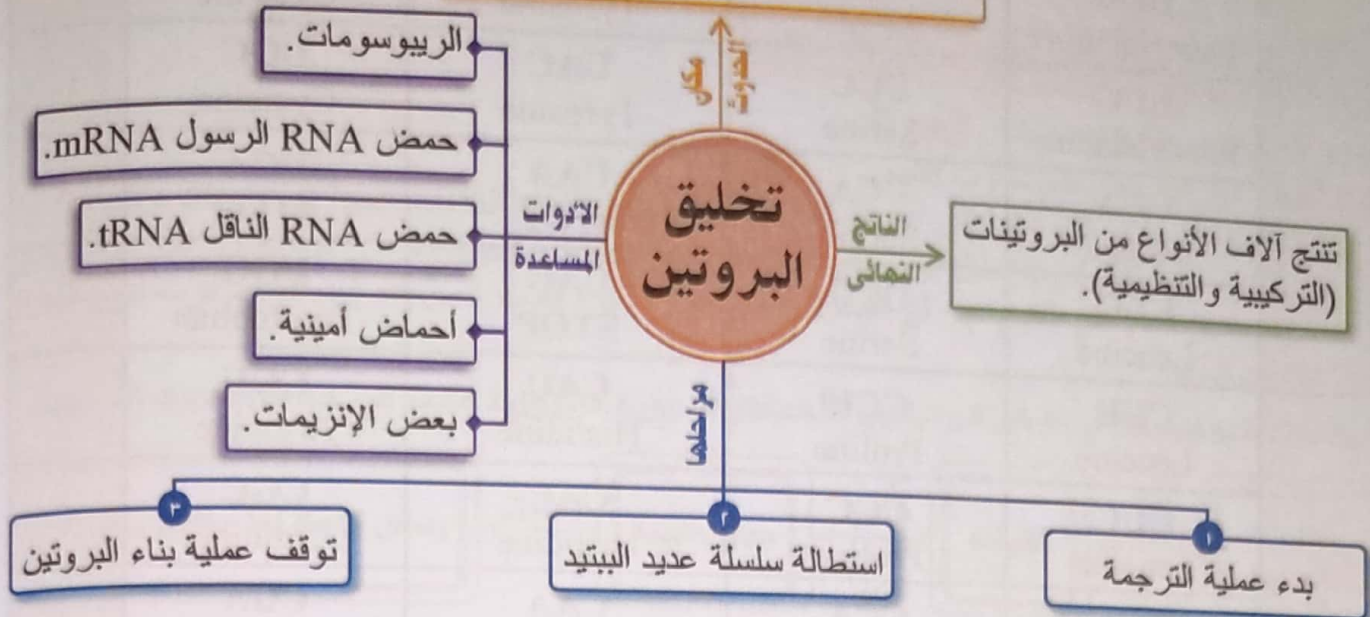 مكان
الحدوث
الريبوسومات.
حمض RNA الرسول mRNA.
حمض RNA الناقل tRNA.
أحماض أمينية.
بعض الإنزيمات.
الأدوات
المساعدة
تخليق
البروتين
الناتج
النهائى
تنتج آلاف الأنواع من البروتينات
(التركيبية والتنظيمية).
مراحلها
١
بدء عملية الترجمة
٢
استطالة سلسلة عديد الببتيد
٣
توقف عملية بناء البروتين